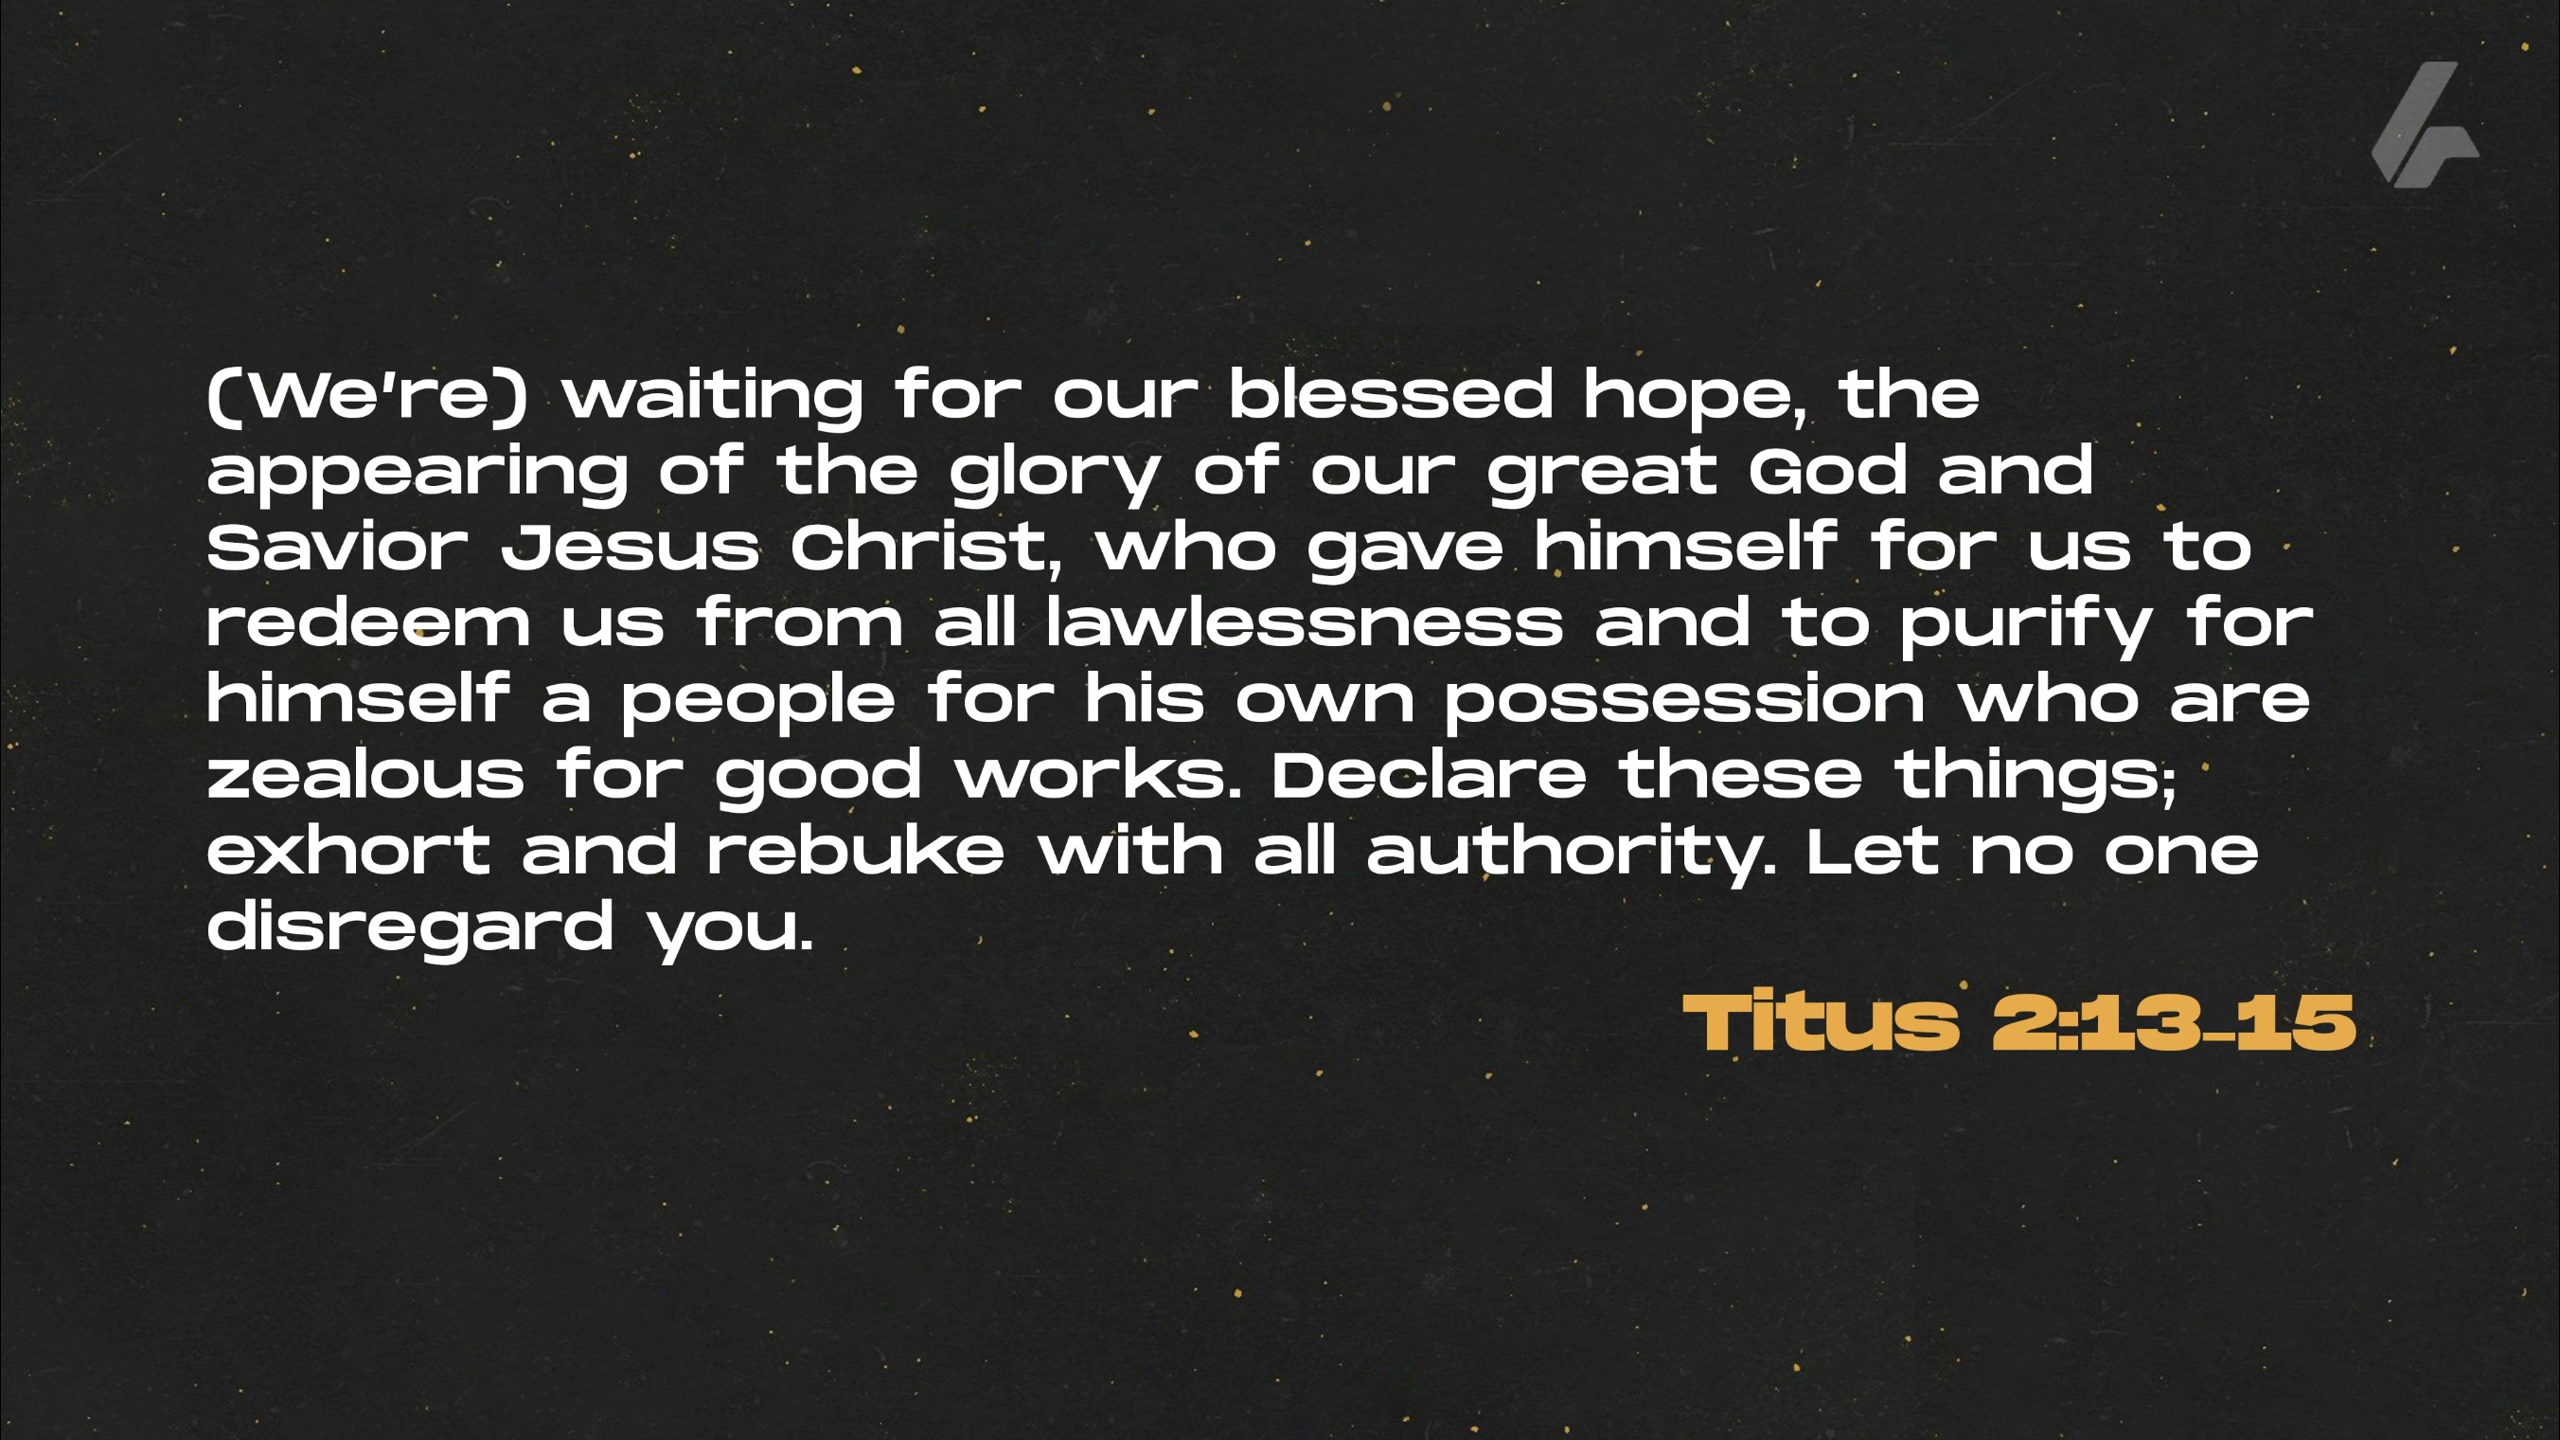 (We're) waiting for our blessed hope, the
appearing of the glory of our great God and
Savior Jesus Christ, who gave himself for us to
redeem us from all lawlessness and to purify for
himself a people for his own possession who are
zealous for good works. Declare these things;
exhort and rebuke with all authority. Let no one
disregard you.
Titus 2:13-15